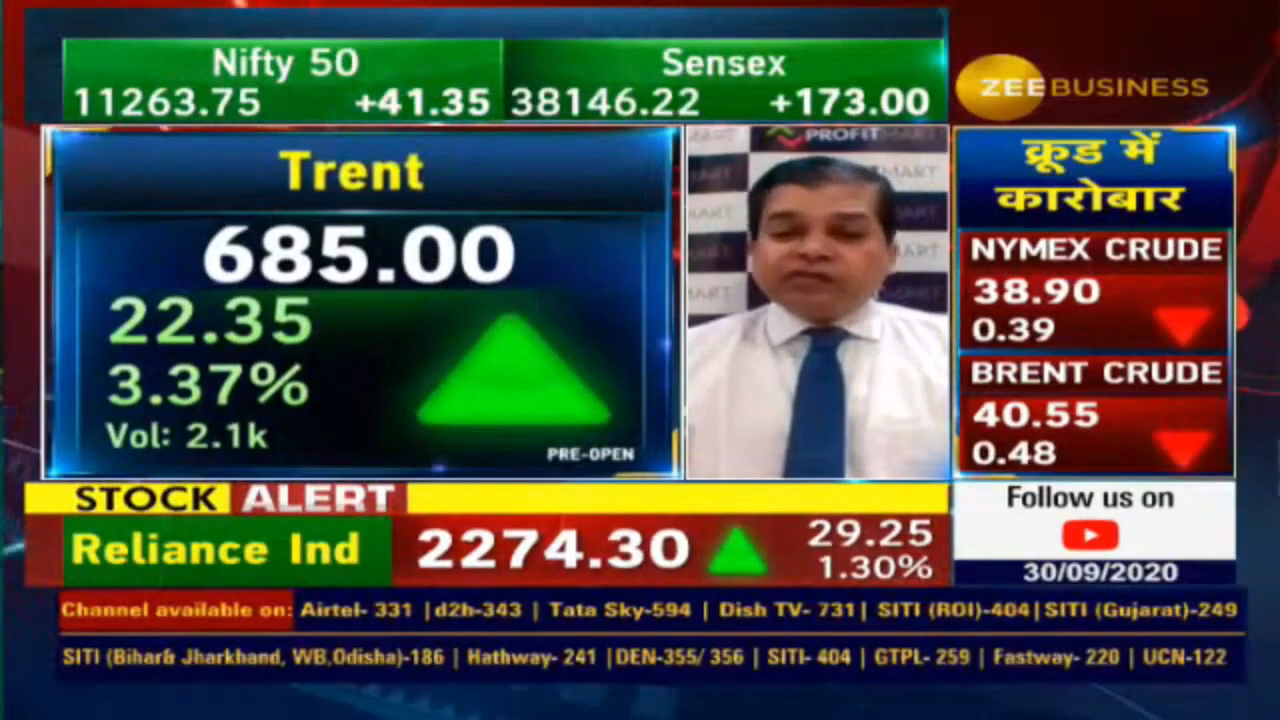 Nifty 50
11263.75 +41.35
Sensex
38146.22 +173.00
ZEEBUSINESS
Trent
685.00
22.35
3.37%
Vol: 2.1k
PRE-OPEN
PROFITMART
क्रूड में
कारोबार
NYMEX CRUDE
38.90
0.39
BRENT CRUDE
40.55
0.48
STOCK ALERT
Reliance Ind 2274.30 29.25
1.30%
Follow us on
30/09/2020
Channel available on: Airtel- 331 |d2h-343 | Tata Sky-594 | Dish TV- 731| SITI (ROI)-404|SITI (Gujarat)-249
SITI (Bihar& Jharkhand, WB,Odisha)-186 | Hathway- 241 |DEN-355/ 356 | SITI- 404 | GTPL- 259 | Fastway- 220 | UCN-122